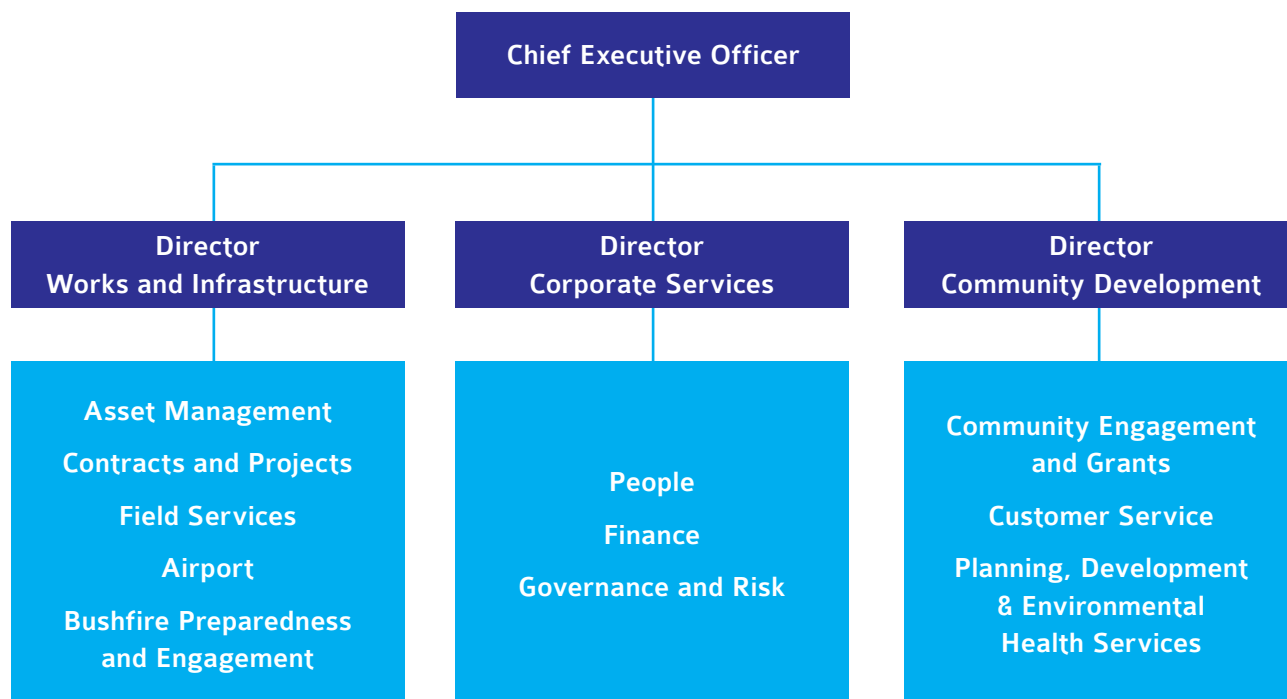 Chief Executive Officer
Director
Works and Infrastructure
Director
Corporate Services
Director
Community Development
Asset Management
Contracts and Projects
Field Services
Airport
Bushfire Preparedness
and Engagement
People
Finance
Governance and Risk
Community Engagement
and Grants
Customer Service
Planning, Development
& Environmental
Health Services